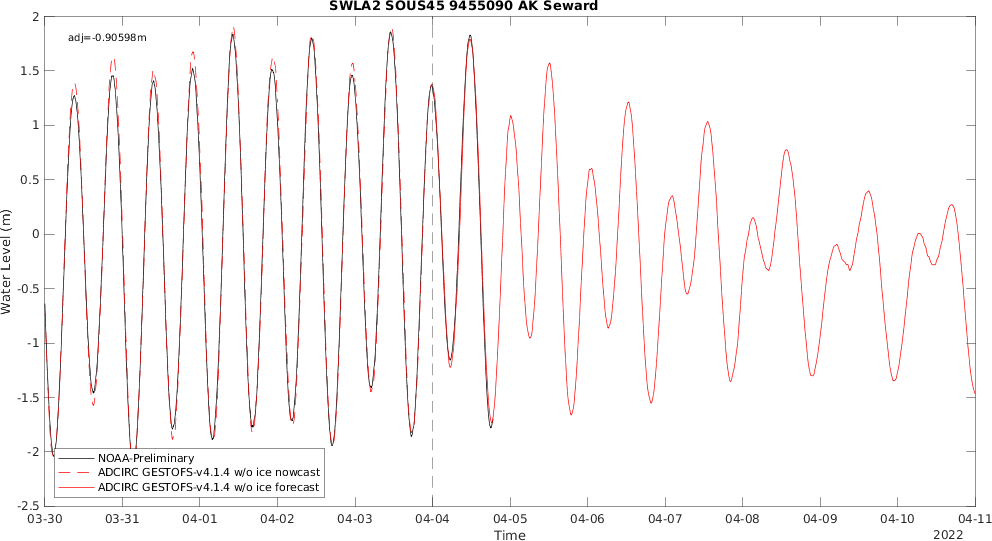 SWLA2 SOUS45 9455090 AK Seward
adj=-0.90598m
2
1.5
1
0.5
0
-0.5
-1
-1.5
-2
-2.5
Water Level (m)
NOAA-Preliminary
ADCIRC GESTOFS-v4.1.4 w/o ice nowcast
ADCIRC GESTOFS-v4.1.4 w/o ice forecast
03-30 03-31 04-01 04-02 04-03 04-04 04-05 04-06 04-07 04-08 04-09 04-10 04-11
Time
2022